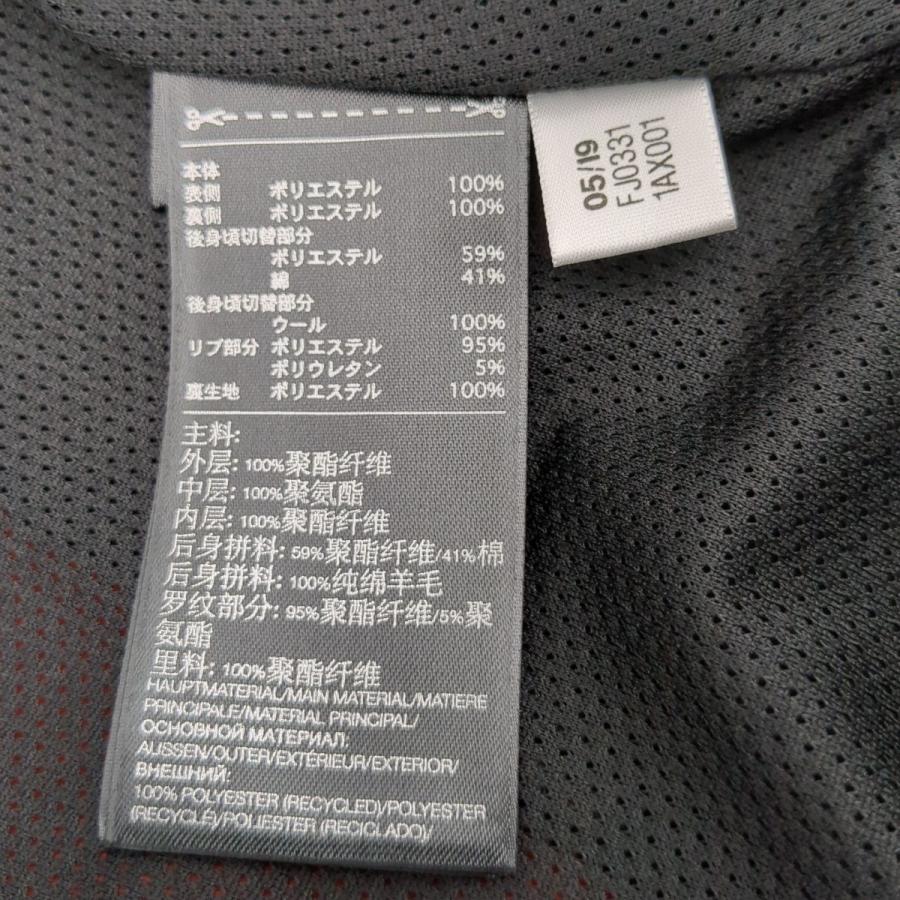 本体
表側 ポリエステル 100%
裏側 ポリエステル 100%
後身頃切替部分
ポリエステル 59%
綿 41%
後身頃切替部分
ウール 100%
リブ部分 ポリエステル 95%
ポリウレタン 5%
裏生地 ポリエステル 100%
主料:
外层: 100%聚酯纤维
中层: 100%聚氨酯
内层: 100%聚酯纤维
后身拼料: 59%聚酯纤维/41%棉
后身拼料: 100%纯绵羊毛
罗纹部分: 95%聚酯纤维/5%聚
氨酯
里料: 100%聚酯纤维
HAUPTMATERIAL/MAIN MATERIAL/MATIERE
PRINCIPALE/MATERIAL PRINCIPAL/
ОСНОВНОЙ МАТЕРИАЛ:
AUSSEN/OUTER/EXTÉRIEUR/EXTERIOR/
ВНЕШНИЙ:
100% POLYESTER (RECYCLED)/POLYESTER
(RECYCLÉ)/POLIESTER (RECICLADO)/
05/19
FJ0331
1AX001